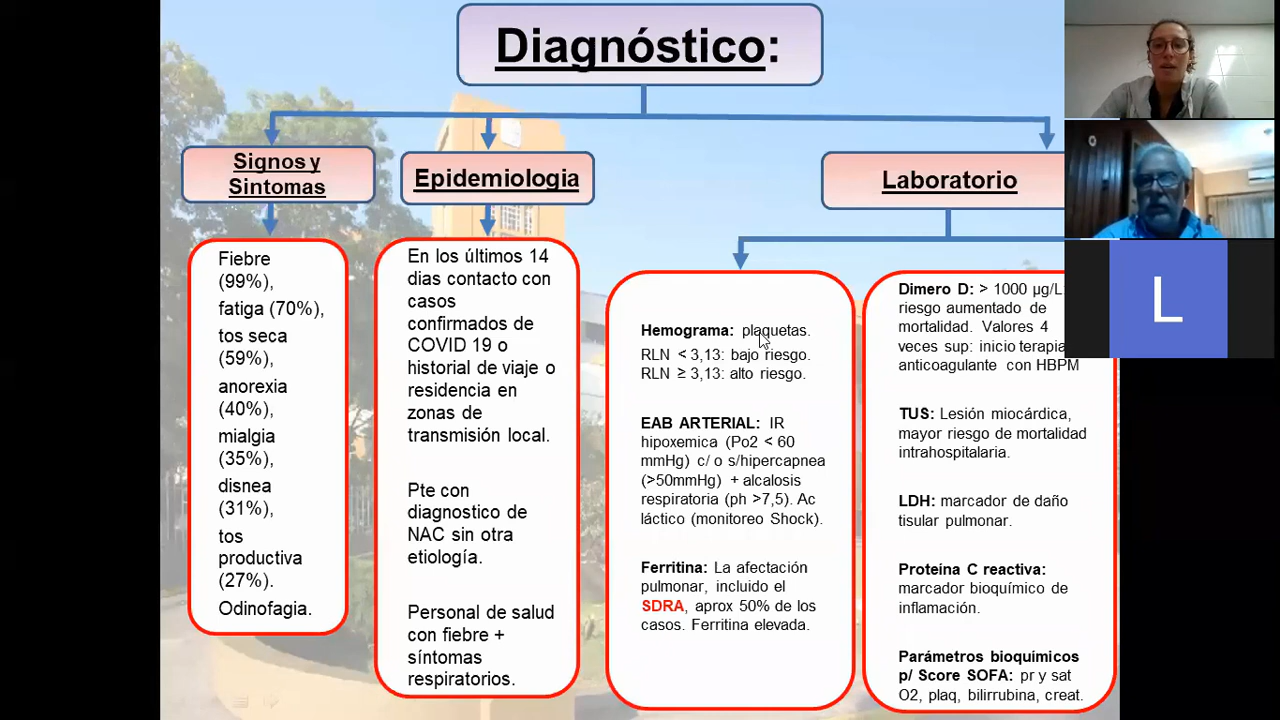 Diagnóstico:
Signos y
Sintomas
Epidemiologia
Laboratorio
Fiebre
(99%),
fatiga (70%),
tos seca
(59%),
anorexia
(40%),
mialgia
(35%),
disnea
(31%),
tos
productiva
(27%).
Odinofagia.
En los últimos 14
dias contacto con
casos
confirmados de
COVID 19 o
historial de viaje o
residencia en
zonas de
transmisión local.
Pte con
diagnostico de
NAC sin otra
etiología.
Personal de salud
con fiebre +
síntomas
respiratorios.
Hemograma: plaquetas.
RLN < 3,13: bajo riesgo.
RLN ≥ 3,13: alto riesgo.
EAB ARTERIAL: IR
hipoxemica (Po2 < 60
mmHg) c/ o s/hipercapnea
(>50mmHg) + alcalosis
respiratoria (ph >7,5). Ac
láctico (monitoreo Shock).
Ferritina: La afectación
pulmonar, incluido el
SDRA, aprox 50% de los
casos. Ferritina elevada.
Dimero D: > 1000 µg/L
riesgo aumentado de
mortalidad. Valores 4
veces sup: inicio terapia
anticoagulante con HBPM
TUS: Lesión miocárdica,
mayor riesgo de mortalidad
intrahospitalaria.
LDH: marcador de daño
tisular pulmonar.
Proteína C reactiva:
marcador bioquímico de
inflamación.
Parámetros bioquímicos
p/ Score SOFA: pr y sat
O2, plaq, bilirrubina, creat.
L